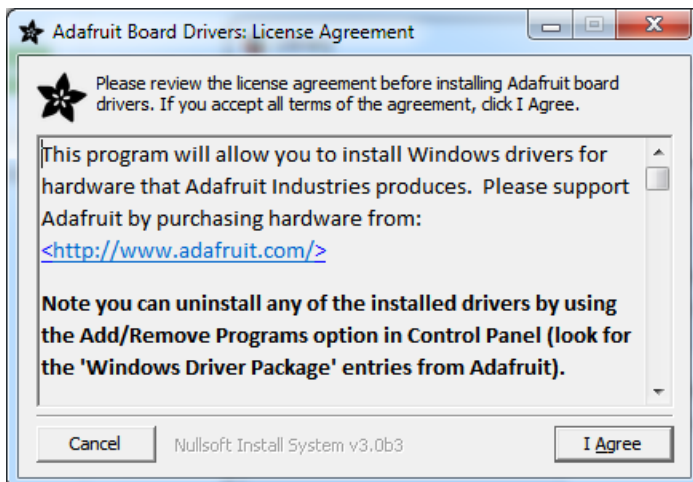 Adafruit Board Drivers: License Agreement
Please review the license agreement before installing Adafruit board
drivers. If you accept all terms of the agreement, click I Agree.
This program will allow you to install Windows drivers for
hardware that Adafruit Industries produces. Please support
Adafruit by purchasing hardware from:
<http://www.adafruit.com/>
Note you can uninstall any of the installed drivers by using
the Add/Remove Programs option in Control Panel (look for
the 'Windows Driver Package' entries from Adafruit).
Cancel Nullsoft Install System v3.0b3 I Agree